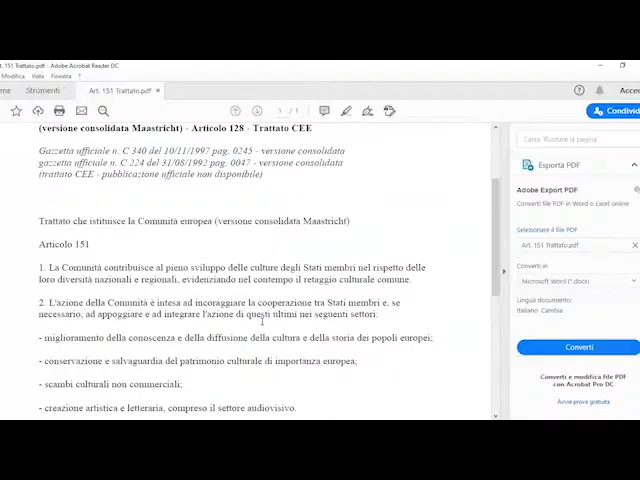 t. 151 Trattato.pdf - Adobe Acrobat Reader DC
Modifica Vista Finestra ?
ome Strumenti Art. 151 Trattato.pdf × ? Acced
1 / 1 Condivid
(versione consolidata Maastricht) - Articolo 128 - Trattato CEE
Gazzetta ufficiale n. C 340 del 10/11/1997 pag. 0245 - versione consolidata
gazzetta ufficiale n. C 224 del 31/08/1992 pag. 0047 - versione consolidata
(trattato CEE - pubblicazione ufficiale non disponibile)
Trattato che istituisce la Comunità europea (versione consolidata Maastricht)
Articolo 151
1. La Comunità contribuisce al pieno sviluppo delle culture degli Stati membri nel rispetto delle
loro diversità nazionali e regionali, evidenziando nel contempo il retaggio culturale comune.
2. L'azione della Comunità è intesa ad incoraggiare la cooperazione tra Stati membri e, se
necessario, ad appoggiare e ad integrare l'azione di questi ultimi nei seguenti settori:
- miglioramento della conoscenza e della diffusione della cultura e della storia dei popoli europei;
- conservazione e salvaguardia del patrimonio culturale di importanza europea;
- scambi culturali non commerciali;
- creazione artistica e letteraria, compreso il settore audiovisivo.
la pagina
Esporta PDF
Adobe Export PDF
Converti file PDF in Word o Excel online
Selezionare il file PDF
Art. 151 Trattato.pdf ×
Converti in
Microsoft Word (*.docx)
Lingua documento:
Italiano Cambia
Converti
Converti e modifica file PDF
con Acrobat Pro DC
Avvia prova gratuita